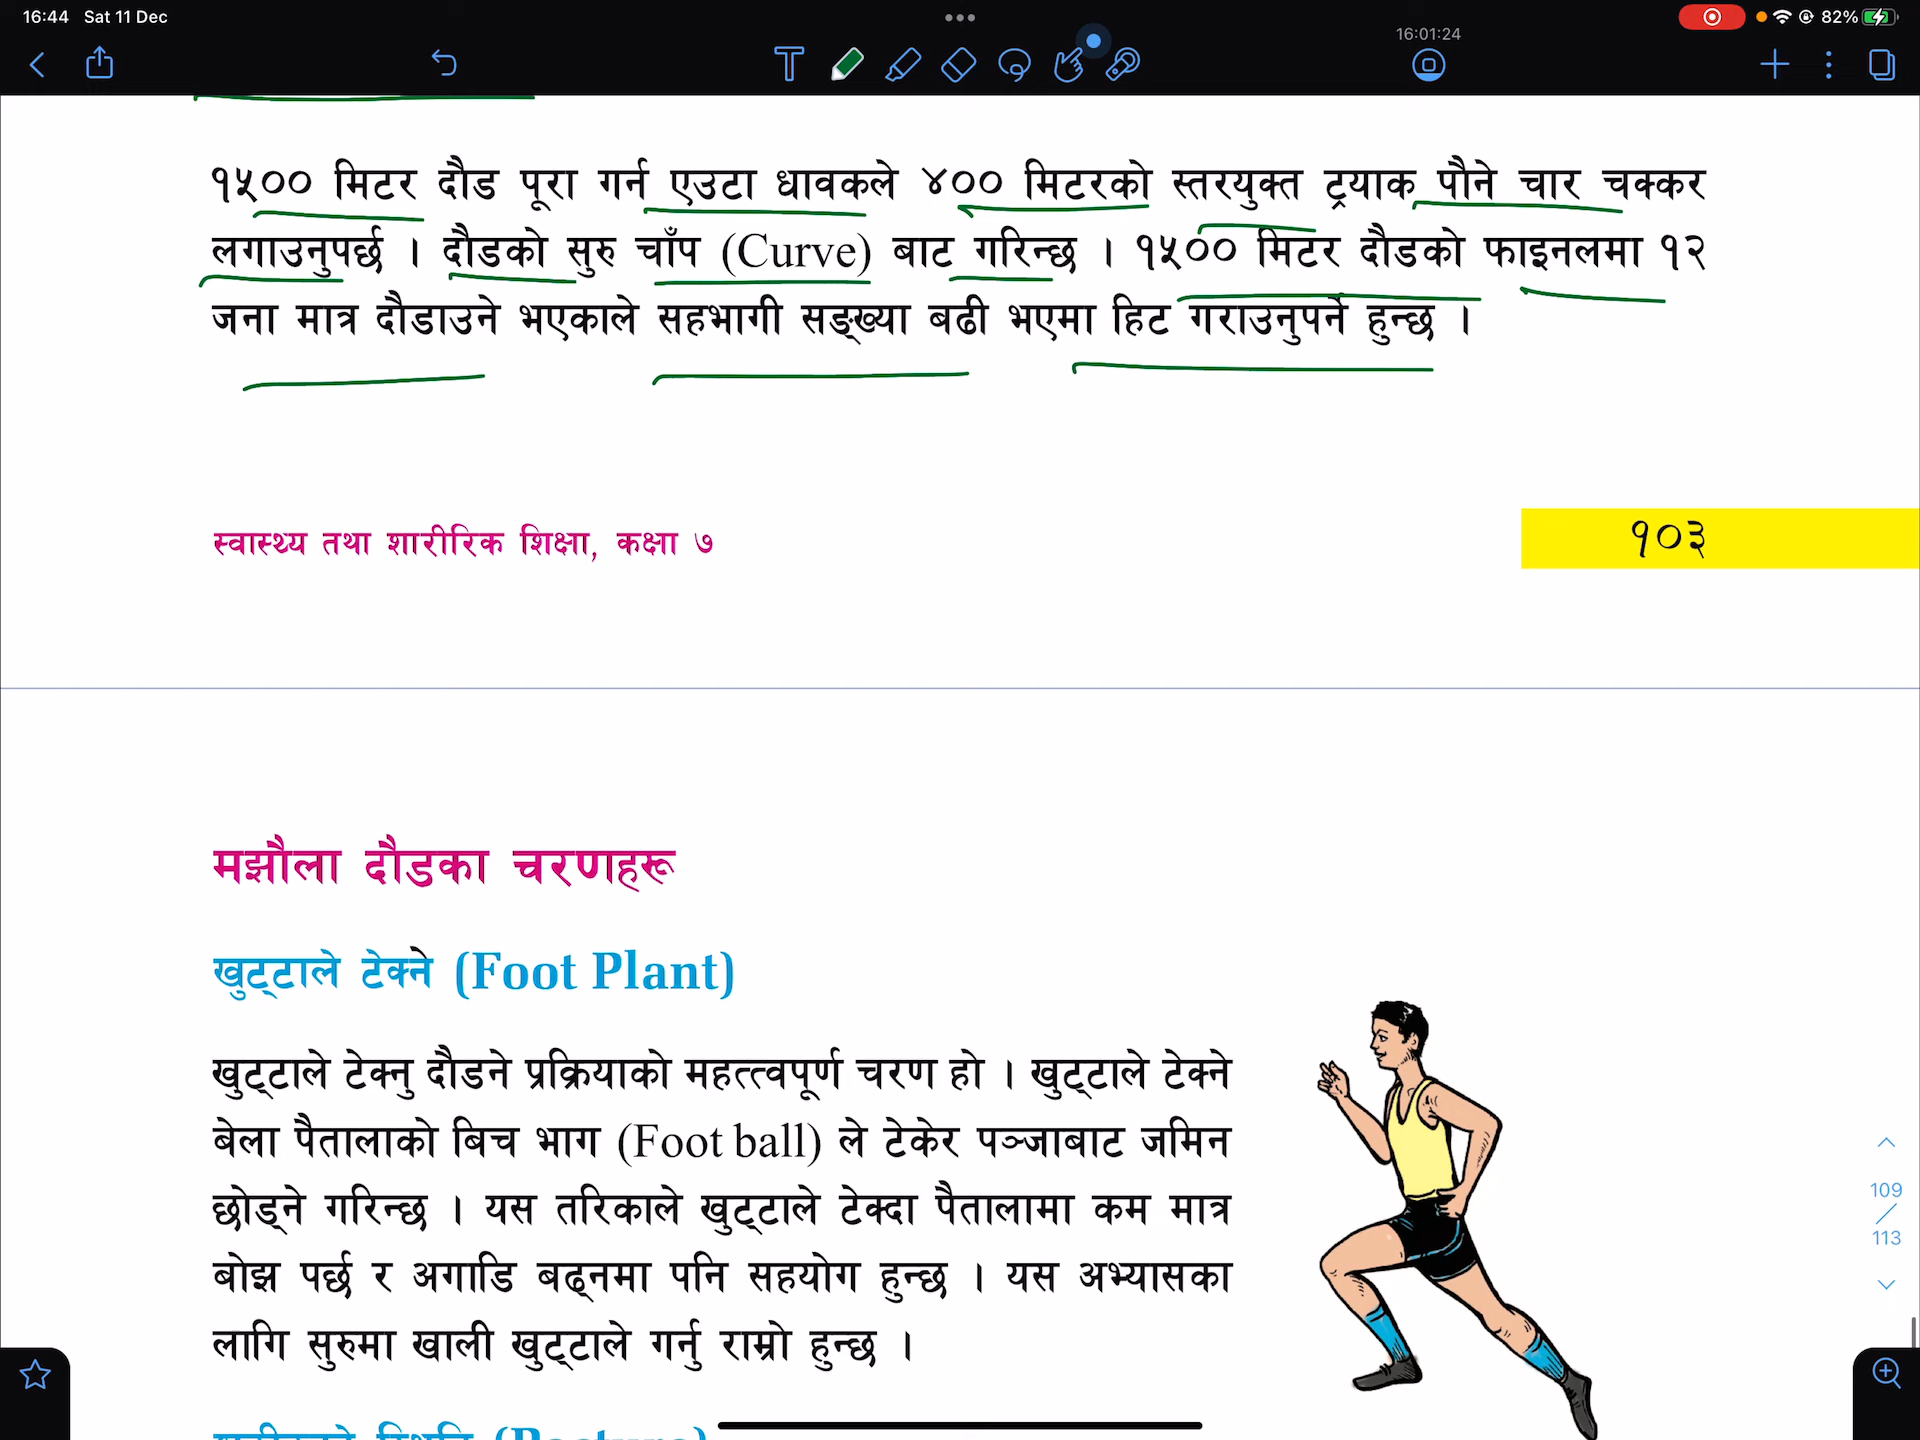 16:44 Sat 11 Dec
82%
16:01:24
१५०० मिटर दौड पूरा गर्न एउटा धावकले ४०० मिटरको स्तरयुक्त ट्रयाक पौने चार चक्कर
लगाउनुपर्छ । दौडको सुरु चाँप (Curve) बाट गरिन्छ । १५०० मिटर दौडको फाइनलमा १२
जना मात्र दौडाउने भएकाले सहभागी सङ्ख्या बढी भएमा हिट गराउनुपर्ने हुन्छ ।
स्वास्थ्य तथा शारीरिक शिक्षा, कक्षा ७
१०३
मझौला दौडका चरणहरू
खुट्टाले टेक्ने (Foot Plant)
खुट्टाले टेक्नु दौडने प्रक्रियाको महत्त्वपूर्ण चरण हो । खुट्टाले टेक्ने
बेला पैतालाको बिच भाग (Foot ball) ले टेकेर पञ्जाबाट जमिन
छोड्ने गरिन्छ । यस तरिकाले खुट्टाले टेक्दा पैतालामा कम मात्र
बोझ पर्छ र अगाडि बढ्नमा पनि सहयोग हुन्छ । यस अभ्यासका
लागि सुरुमा खाली खुट्टाले गर्नु राम्रो हुन्छ ।
109
/
113